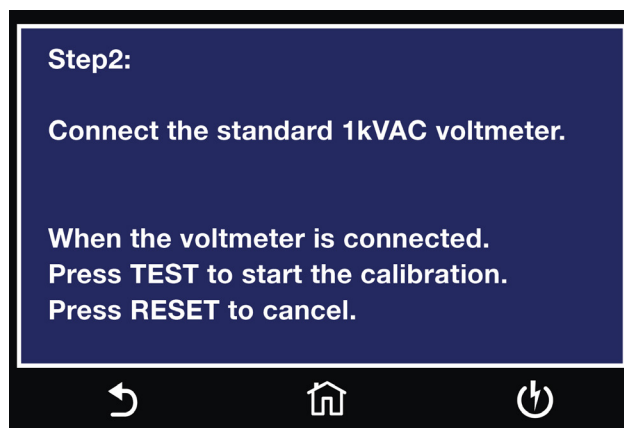 Step2:
Connect the standard 1kVAC voltmeter.
When the voltmeter is connected.
Press TEST to start the calibration.
Press RESET to cancel.